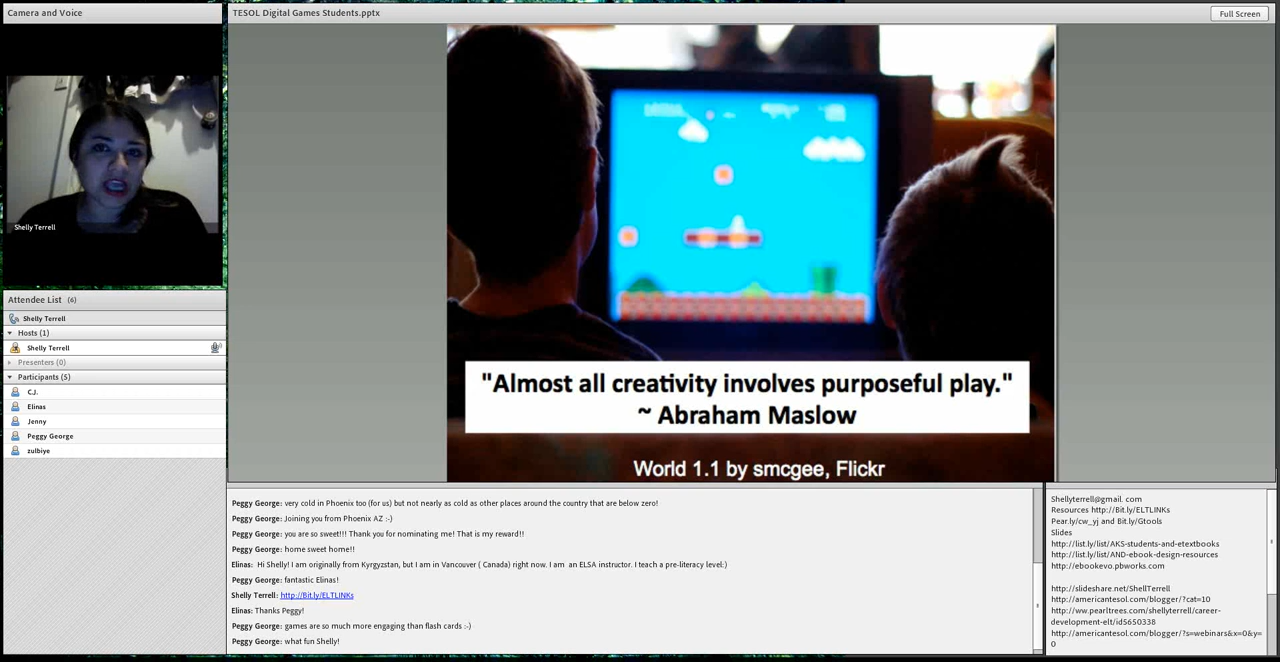 Camera and Voice
Shelly Terrell
Attendee List (6)
Shelly Terrell
Hosts (1)
Shelly Terrell
Presenters (0)
Participants (5)
C.J.
Elinas
Jenny
Peggy George
zulbiye
TESOL Digital Games Students.pptx
Full Screen
"Almost all creativity involves purposeful play."
~ Abraham Maslow
World 1.1 by smcgee, Flickr
Peggy George: very cold in Phoenix too (for us) but not nearly as cold as other places around the country that are below zero!
Peggy George: Joining you from Phoenix AZ :-)
Peggy George: you are so sweet!!! Thank you for nominating me! That is my reward!!
Peggy George: home sweet home!!
Elinas: Hi Shelly! I am originally from Kyrgyzstan, but I am in Vancouver ( Canada) right now. I am an ELSA instructor. I teach a pre-literacy level:)
Peggy George: fantastic Elinas!
Shelly Terrell: http://Bit.ly/ELTLINKs
Elinas: Thanks Peggy!
Peggy George: games are so much more engaging than flash cards :-)
Peggy George: what fun Shelly!
Shellyterrell@gmail. com
Resources http://Bit.ly/ELTLINKs
Pear.ly/cw_yj and Bit.ly/Gtools
Slides
http://list.ly/list/AKS-students-and-etextbooks
http://list.ly/list/AND-ebook-design-resources
http://ebookevo.pbworks.com
http://slideshare.net/ShellTerrell
http://americantesol.com/blogger/?cat=10
http://ww.pearltrees.com/shellyterrell/career-
development-elt/id5650338
http://americantesol.com/blogger/?s=webinars&x=0&y=
0